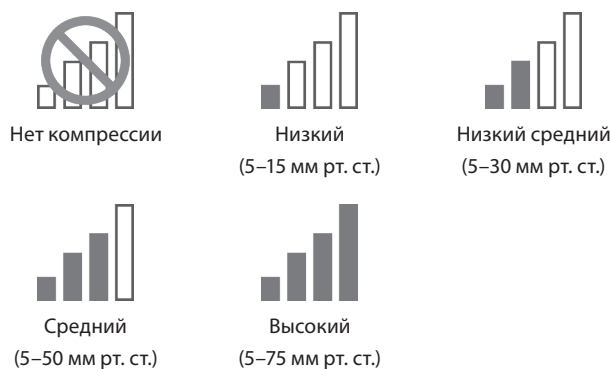 Нет компрессии
Низкий
(5–15 мм рт. ст.)
Низкий средний
(5–30 мм рт. ст.)
Средний
(5–50 мм рт. ст.)
Высокий
(5–75 мм рт. ст.)